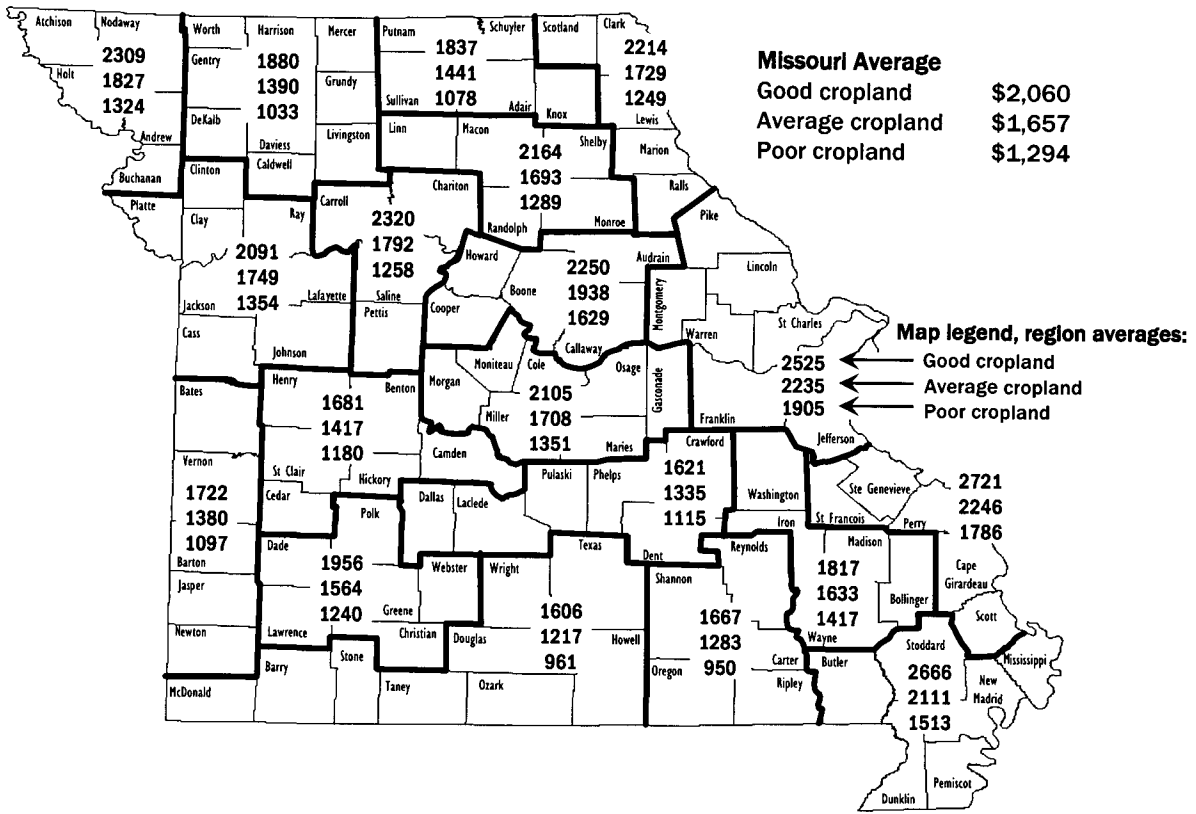 Atchison Nodaway Worth Harrison Mercer Putnam Schuyler Scotland Clark
2309
1827
1324
Holt
Andrew
Buchanan
Gentry
DeKalb
1880
1390
1033
Daviess
Caldwell
Clinton
Grundy
Livingston
1837
1441
1078
Sullivan
Adair
Knox
2214
1729
1249
Lewis
Marion
Missouri Average
Good cropland $2,060
Average cropland $1,657
Poor cropland $1,294
Linn
Macon
Shelby
2164
1693
1289
Chariton
Randolph
Monroe
Ralls
Pike
Platte
Clay
Ray
2091
1749
1354
Jackson
Lafayette
Cass
Johnson
Carroll
2320
1792
1258
Saline
Pettis
Howard
Boone
Cooper
Audrain
2250
1938
1629
Callaway
Montgomery
Lincoln
Warren
St Charles
2525
2235
1905
Franklin
Jefferson
Map legend, region averages:
Good cropland
Average cropland
Poor cropland
Bates
Vernon
1722
1380
1097
Barton
Jasper
Newton
McDonald
Henry
Benton
1681
1417
1180
St Clair
Hickory
Cedar
Camden
Morgan
Moniteau
Cole
Osage
Gasconade
Miller
2105
1708
1351
Maries
Pulaski
Phelps
Crawford
1621
1335
1115
Dent
Washington
Iron
Ste Genevieve
St Francois
Perry
2721
2246
1786
Cape
Girardeau
Scott
Mississippi
Polk
Dallas
Laclede
Dade
1956
1564
1240
Greene
Webster
Christian
Lawrence
Barry
Stone
Taney
Wright
Texas
1606
1217
961
Douglas
Howell
Ozark
Reynolds
Shannon
1667
1283
950
Oregon
Carter
Ripley
Madison
1817
1633
1417
Bollinger
Wayne
Butler
Stoddard
2666
2111
1513
New
Madrid
Dunklin
Pemiscot